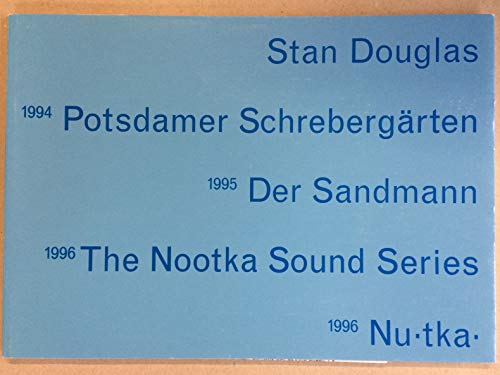 Stan Douglas
1994 Potsdamer Schrebergärten
1995 Der Sandmann
1996 The Nootka Sound Series
1996 Nu·tka·